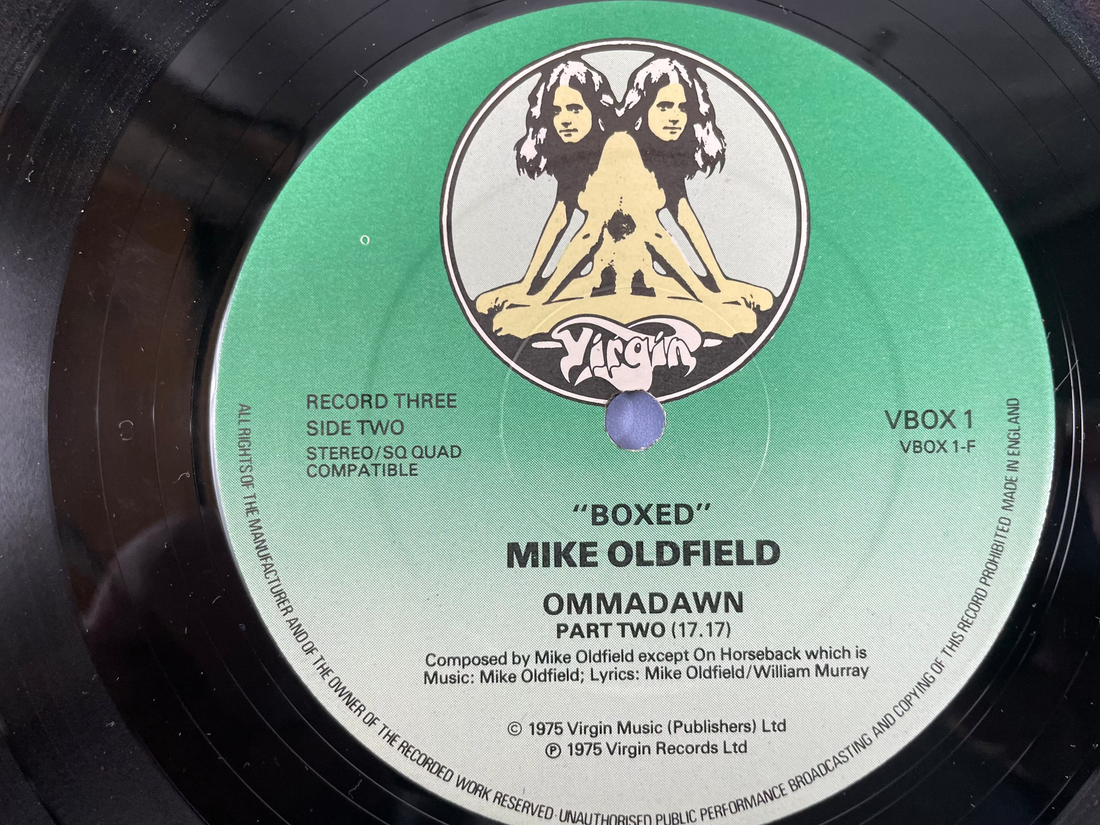 Virgin
RECORD THREE
SIDE TWO
STEREO/SQ QUAD
COMPATIBLE
VBOX 1
VBOX 1-F
"BOXED"
MIKE OLDFIELD
OMMADAWN
PART TWO (17.17)
Composed by Mike Oldfield except On Horseback which is
Music: Mike Oldfield; Lyrics: Mike Oldfield/William Murray
© 1975 Virgin Music (Publishers) Ltd
℗ 1975 Virgin Records Ltd
ALL RIGHTS OF THE MANUFACTURER AND OF THE OWNER OF THE RECORDED WORK RESERVED · UNAUTHORISED PUBLIC PERFORMANCE BROADCASTING AND COPYING OF THIS RECORD PROHIBITED MADE IN ENGLAND